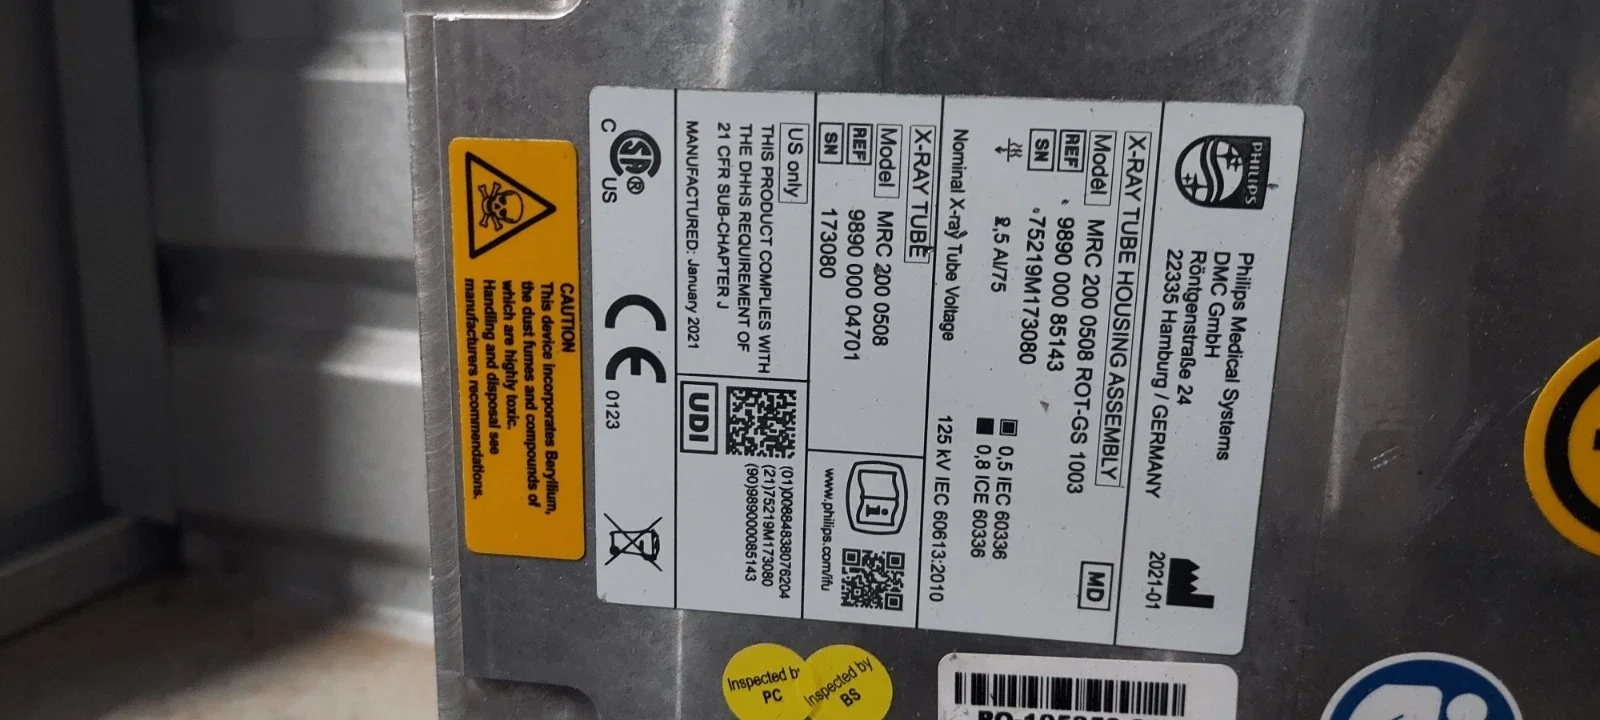 PHILIPS
Philips Medical Systems
DMC GmbH
Röntgenstraße 24
22335 Hamburg / GERMANY
2021-01
X-RAY TUBE HOUSING ASSEMBLY
MD
Model MRC 200 0508 ROT-GS 1003
REF 9890 000 85143
SN 75219M173080
0,5 IEC 60336
2,5 Al/75
0,8 ICE 60336
Nominal X-ray Tube Voltage 125 kV IEC 60613:2010
X-RAY TUBE
Model MRC 200 0508
REF 9890 000 04701
SN 173080
www.philips.com/ifu
US only
THIS PRODUCT COMPLIES WITH
THE DHHS REQUIREMENT OF
21 CFR SUB-CHAPTER J
MANUFACTURED: January 2021
UDI
(01)00884838076204
(21)75219M173080
(90)989000085143
C SA® US
CE 0123
CAUTION
This device incorporates Beryllium,
the dust fumes and compounds of
which are highly toxic.
Handling and disposal see
manufacturers recommendations.
Inspected by
PC
Inspected by
BS